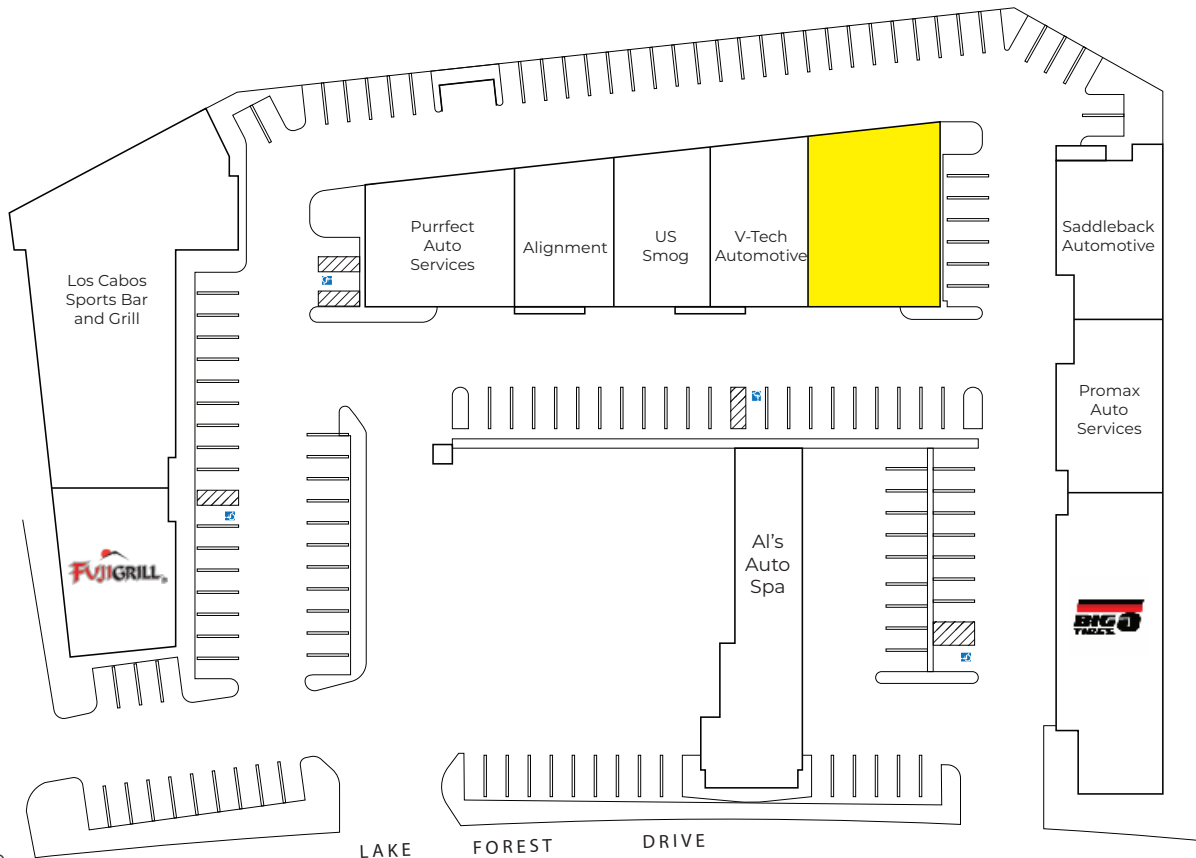 Purrfect
Auto
Services
Alignment
US
Smog
V-Tech
Automotive
Saddleback
Automotive
Los Cabos
Sports Bar
and Grill
Promax
Auto
Services
Al's
Auto
Spa
FUJIGRILL®
BIG O
TIRES
LAKE FOREST DRIVE